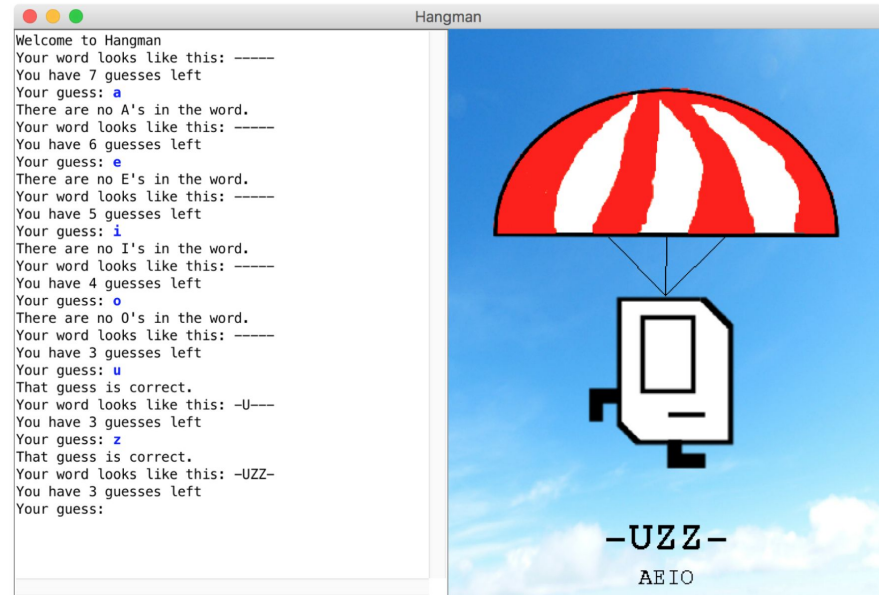 Hangman
Welcome to Hangman
Your word looks like this: -----
You have 7 guesses left
Your guess: a
There are no A's in the word.
Your word looks like this: -----
You have 6 guesses left
Your guess: e
There are no E's in the word.
Your word looks like this: -----
You have 5 guesses left
Your guess: i
There are no I's in the word.
Your word looks like this: -----
You have 4 guesses left
Your guess: o
There are no O's in the word.
Your word looks like this: -----
You have 3 guesses left
Your guess: u
That guess is correct.
Your word looks like this: -U---
You have 3 guesses left
Your guess: z
That guess is correct.
Your word looks like this: -UZZ-
You have 3 guesses left
Your guess:
-UZZ-
AEIO